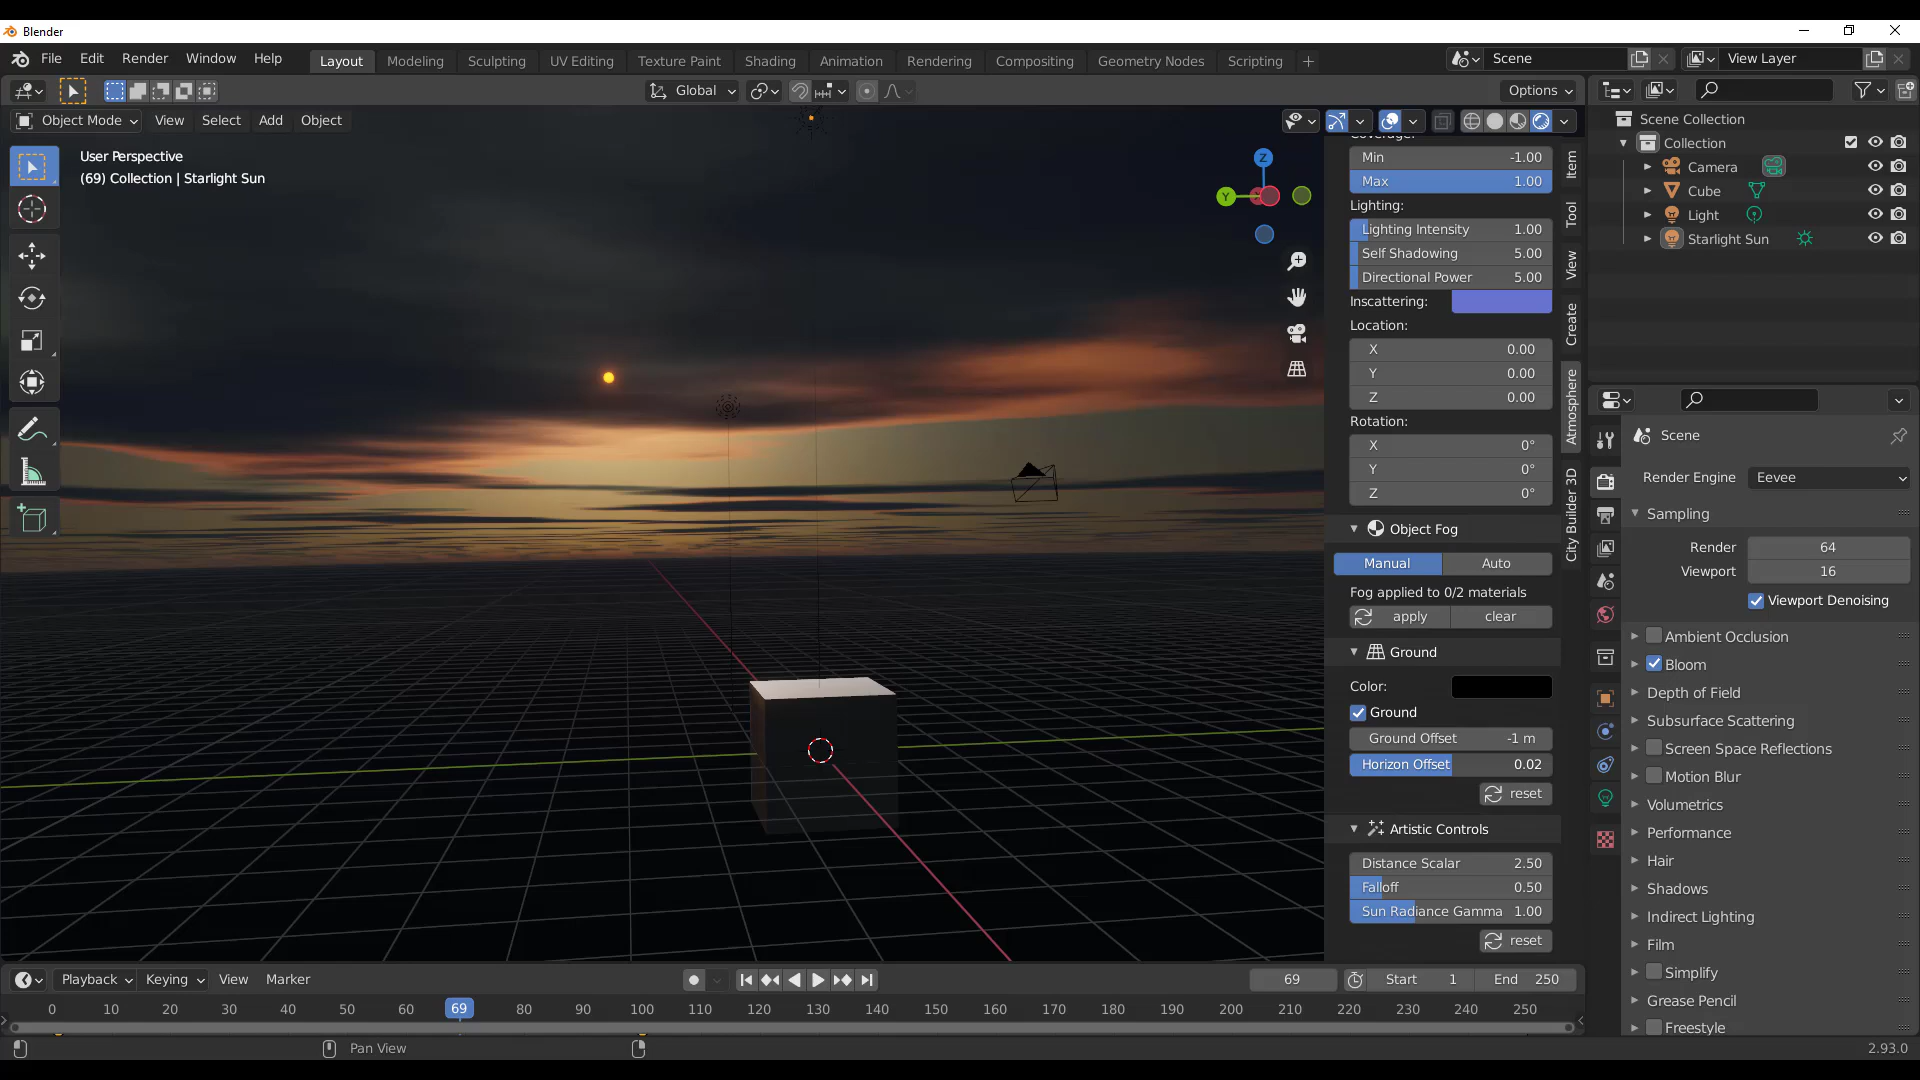 Blender
File Edit Render Window Help Layout Modeling Sculpting UV Editing Texture Paint Shading Animation Rendering Compositing Geometry Nodes Scripting + Scene View Layer
Global Options
Object Mode View Select Add Object
User Perspective
(69) Collection | Starlight Sun
Z
Y
Min -1.00
Max 1.00
Lighting:
Lighting Intensity 1.00
Self Shadowing 5.00
Directional Power 5.00
Inscattering:
Location:
X 0.00
Y 0.00
Z 0.00
Rotation:
X 0°
Y 0°
Z 0°
Object Fog
Manual Auto
Fog applied to 0/2 materials
apply clear
Ground
Color:
Ground
Ground Offset -1 m
Horizon Offset 0.02
reset
Artistic Controls
Distance Scalar 2.50
Falloff 0.50
Sun Radiance Gamma 1.00
reset
Item
Tool
View
Create
Atmosphere
City Builder 3D
Scene Collection
Collection
Camera
Cube
Light
Starlight Sun
Scene
Render Engine Eevee
Sampling
Render 64
Viewport 16
Viewport Denoising
Ambient Occlusion
Bloom
Depth of Field
Subsurface Scattering
Screen Space Reflections
Motion Blur
Volumetrics
Performance
Hair
Shadows
Indirect Lighting
Film
Simplify
Grease Pencil
Freestyle
Playback Keying View Marker 69 Start 1 End 250
0 10 20 30 40 50 60 69 80 90 100 110 120 130 140 150 160 170 180 190 200 210 220 230 240 250
Pan View 2.93.0